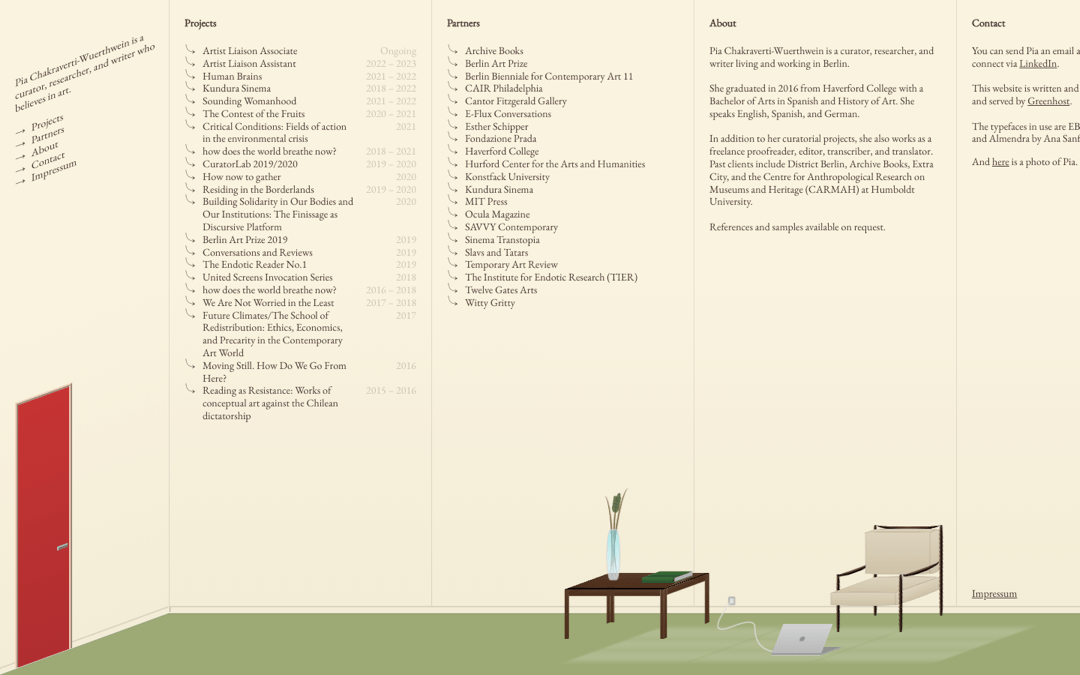 Pia Chakraverti-Wuerthwein is a
curator, researcher, and writer who
believes in art.
→ Projects
→ Partners
→ About
→ Contact
→ Impressum
Projects
Artist Liaison Associate Ongoing
Artist Liaison Assistant 2022 – 2023
Human Brains 2021 – 2022
Kundura Sinema 2018 – 2022
Sounding Womanhood 2021 – 2022
The Contest of the Fruits 2020 – 2021
Critical Conditions: Fields of action 2021
in the environmental crisis
how does the world breathe now? 2018 – 2021
CuratorLab 2019/2020 2019 – 2020
How now to gather 2020
Residing in the Borderlands 2019 – 2020
Building Solidarity in Our Bodies and 2020
Our Institutions: The Finissage as
Discursive Platform
Berlin Art Prize 2019 2019
Conversations and Reviews 2019
The Endotic Reader No.1 2019
United Screens Invocation Series 2018
how does the world breathe now? 2016 – 2018
We Are Not Worried in the Least 2017 – 2018
Future Climates/The School of 2017
Redistribution: Ethics, Economics,
and Precarity in the Contemporary
Art World
Moving Still. How Do We Go From 2016
Here?
Reading as Resistance: Works of 2015 – 2016
conceptual art against the Chilean
dictatorship
Partners
Archive Books
Berlin Art Prize
Berlin Biennale for Contemporary Art 11
CAIR Philadelphia
Cantor Fitzgerald Gallery
E-Flux Conversations
Esther Schipper
Fondazione Prada
Haverford College
Hurford Center for the Arts and Humanities
Konstfack University
Kundura Sinema
MIT Press
Ocula Magazine
SAVVY Contemporary
Sinema Transtopia
Slavs and Tatars
Temporary Art Review
The Institute for Endotic Research (TIER)
Twelve Gates Arts
Witty Gritty
About
Pia Chakraverti-Wuerthwein is a curator, researcher, and
writer living and working in Berlin.
She graduated in 2016 from Haverford College with a
Bachelor of Arts in Spanish and History of Art. She
speaks English, Spanish, and German.
In addition to her curatorial projects, she also works as a
freelance proofreader, editor, transcriber, and translator.
Past clients include District Berlin, Archive Books, Extra
City, and the Centre for Anthropological Research on
Museums and Heritage (CARMAH) at Humboldt
University.
References and samples available on request.
Contact
You can send Pia an email a
connect via LinkedIn.
This website is written and
and served by Greenhost.
The typefaces in use are EB
and Almendra by Ana Sanf
And here is a photo of Pia.
Impressum